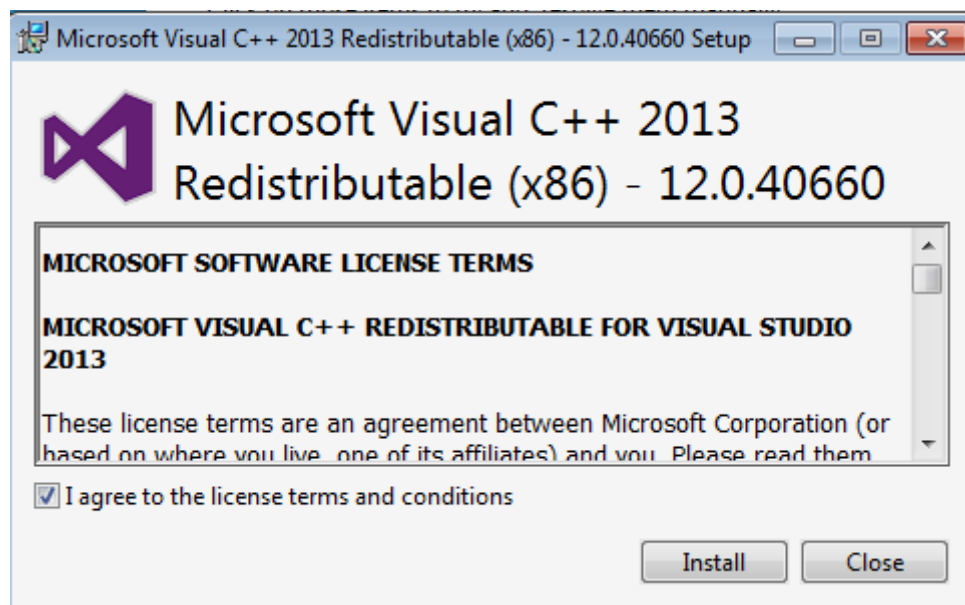 Microsoft Visual C++ 2013 Redistributable (x86) - 12.0.40660 Setup
Microsoft Visual C++ 2013
Redistributable (x86) - 12.0.40660
MICROSOFT SOFTWARE LICENSE TERMS
MICROSOFT VISUAL C++ REDISTRIBUTABLE FOR VISUAL STUDIO
2013
These license terms are an agreement between Microsoft Corporation (or
based on where you live, one of its affiliates) and you. Please read them
I agree to the license terms and conditions
Install
Close